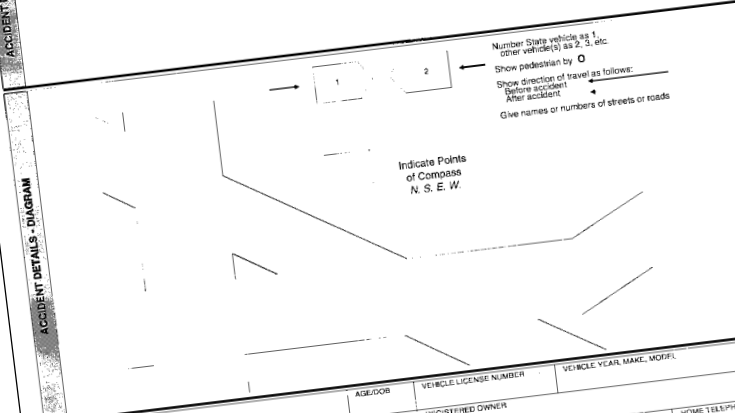 ACCIDENT
1
2
Number State vehicle as 1,
other vehicle(s) as 2, 3, etc.
Show pedestrian by O
Show direction of travel as follows:
Before accident
After accident
Give names or numbers of streets or roads
Indicate Points
of Compass
N. S. E. W.
ACCIDENT DETAILS - DIAGRAM
AGE/DOB
VEHICLE LICENSE NUMBER
VEHICLE YEAR, MAKE, MODEL
OWNER
HOME